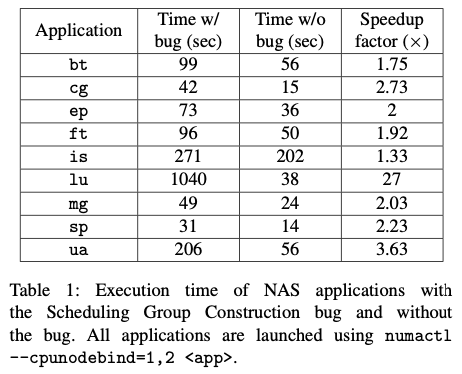 Application Time w/ bug (sec) Time w/o bug (sec) Speedup factor (×)
bt 99 56 1.75
cg 42 15 2.73
ep 73 36 2
ft 96 50 1.92
is 271 202 1.33
lu 1040 38 27
mg 49 24 2.03
sp 31 14 2.23
ua 206 56 3.63
Table 1: Execution time of NAS applications with
the Scheduling Group Construction bug and without
the bug. All applications are launched using numactl
--cpunodebind=1,2 <app>.